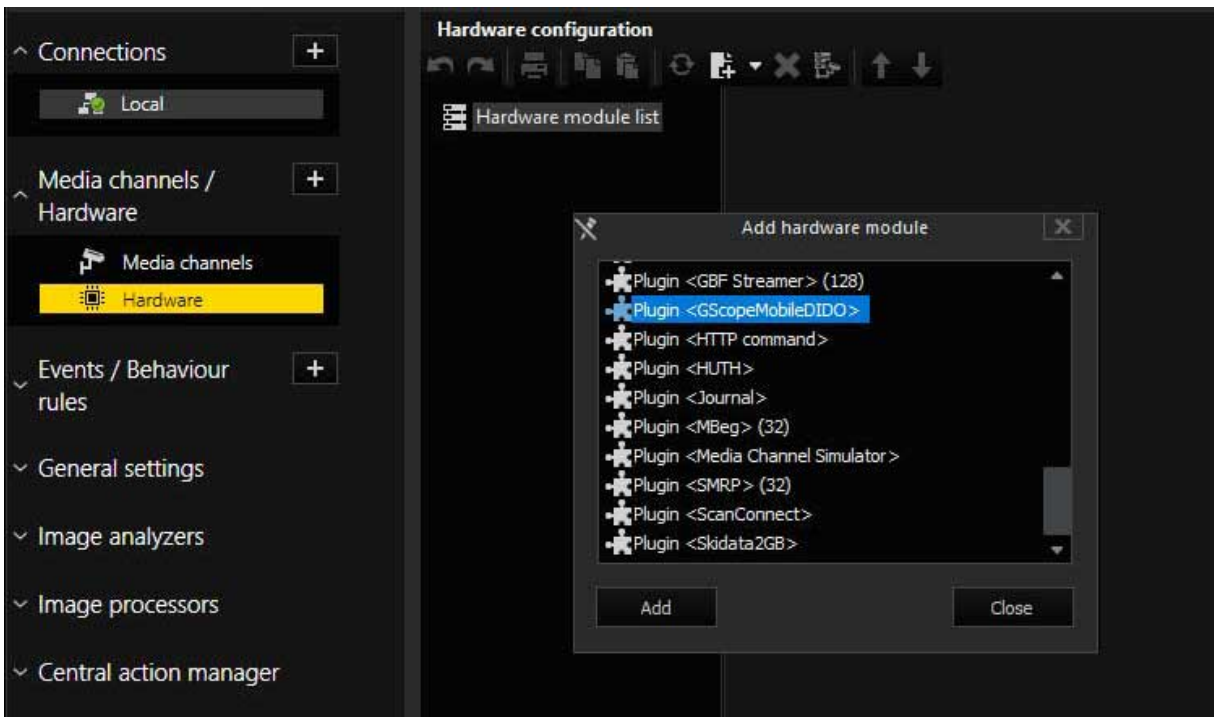 Connections
Local
Media channels /
Hardware
Media channels
Hardware
Events / Behaviour
rules
General settings
Image analyzers
Image processors
Central action manager
Hardware configuration
Hardware module list
Add hardware module
Plugin <GBF Streamer> (128)
Plugin <GScopeMobileDIDO>
Plugin <HTTP command>
Plugin <HUTH>
Plugin <Journal>
Plugin <MBeg> (32)
Plugin <Media Channel Simulator>
Plugin <SMRP> (32)
Plugin <ScanConnect>
Plugin <Skidata2GB>
Add
Close